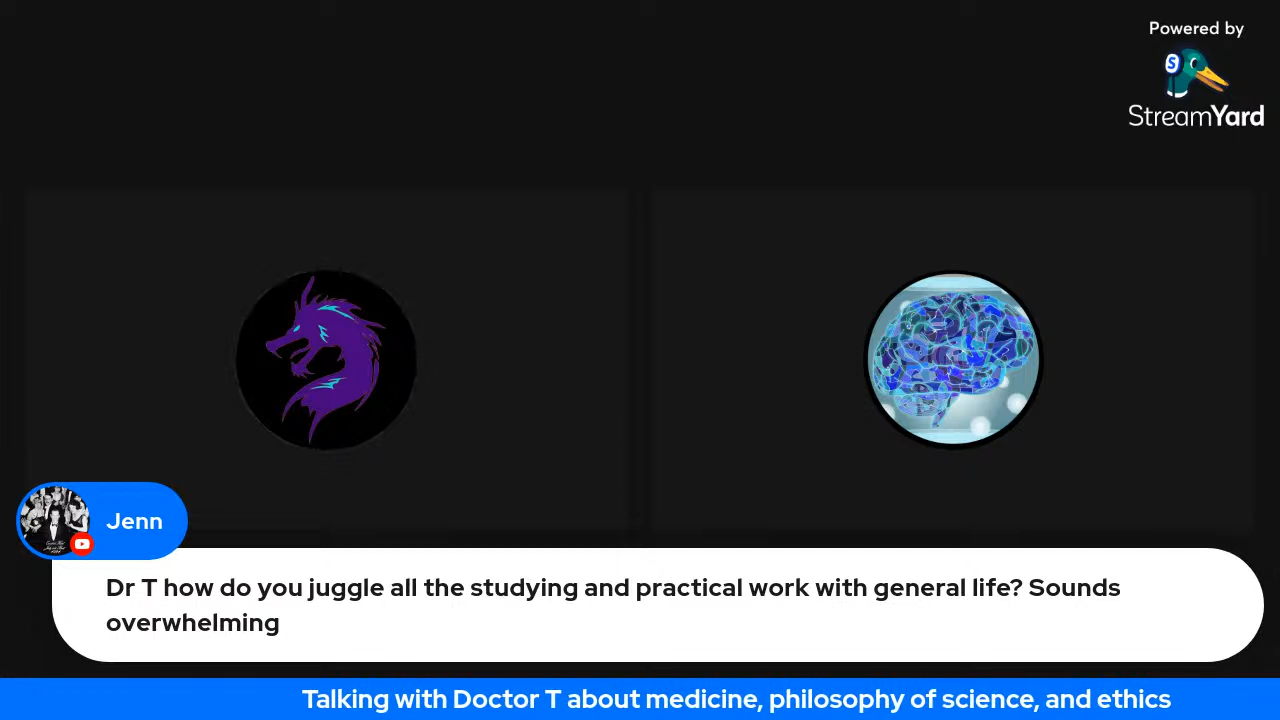 Powered by
StreamYard
Jenn
Dr T how do you juggle all the studying and practical work with general life? Sounds
overwhelming
Talking with Doctor T about medicine, philosophy of science, and ethics